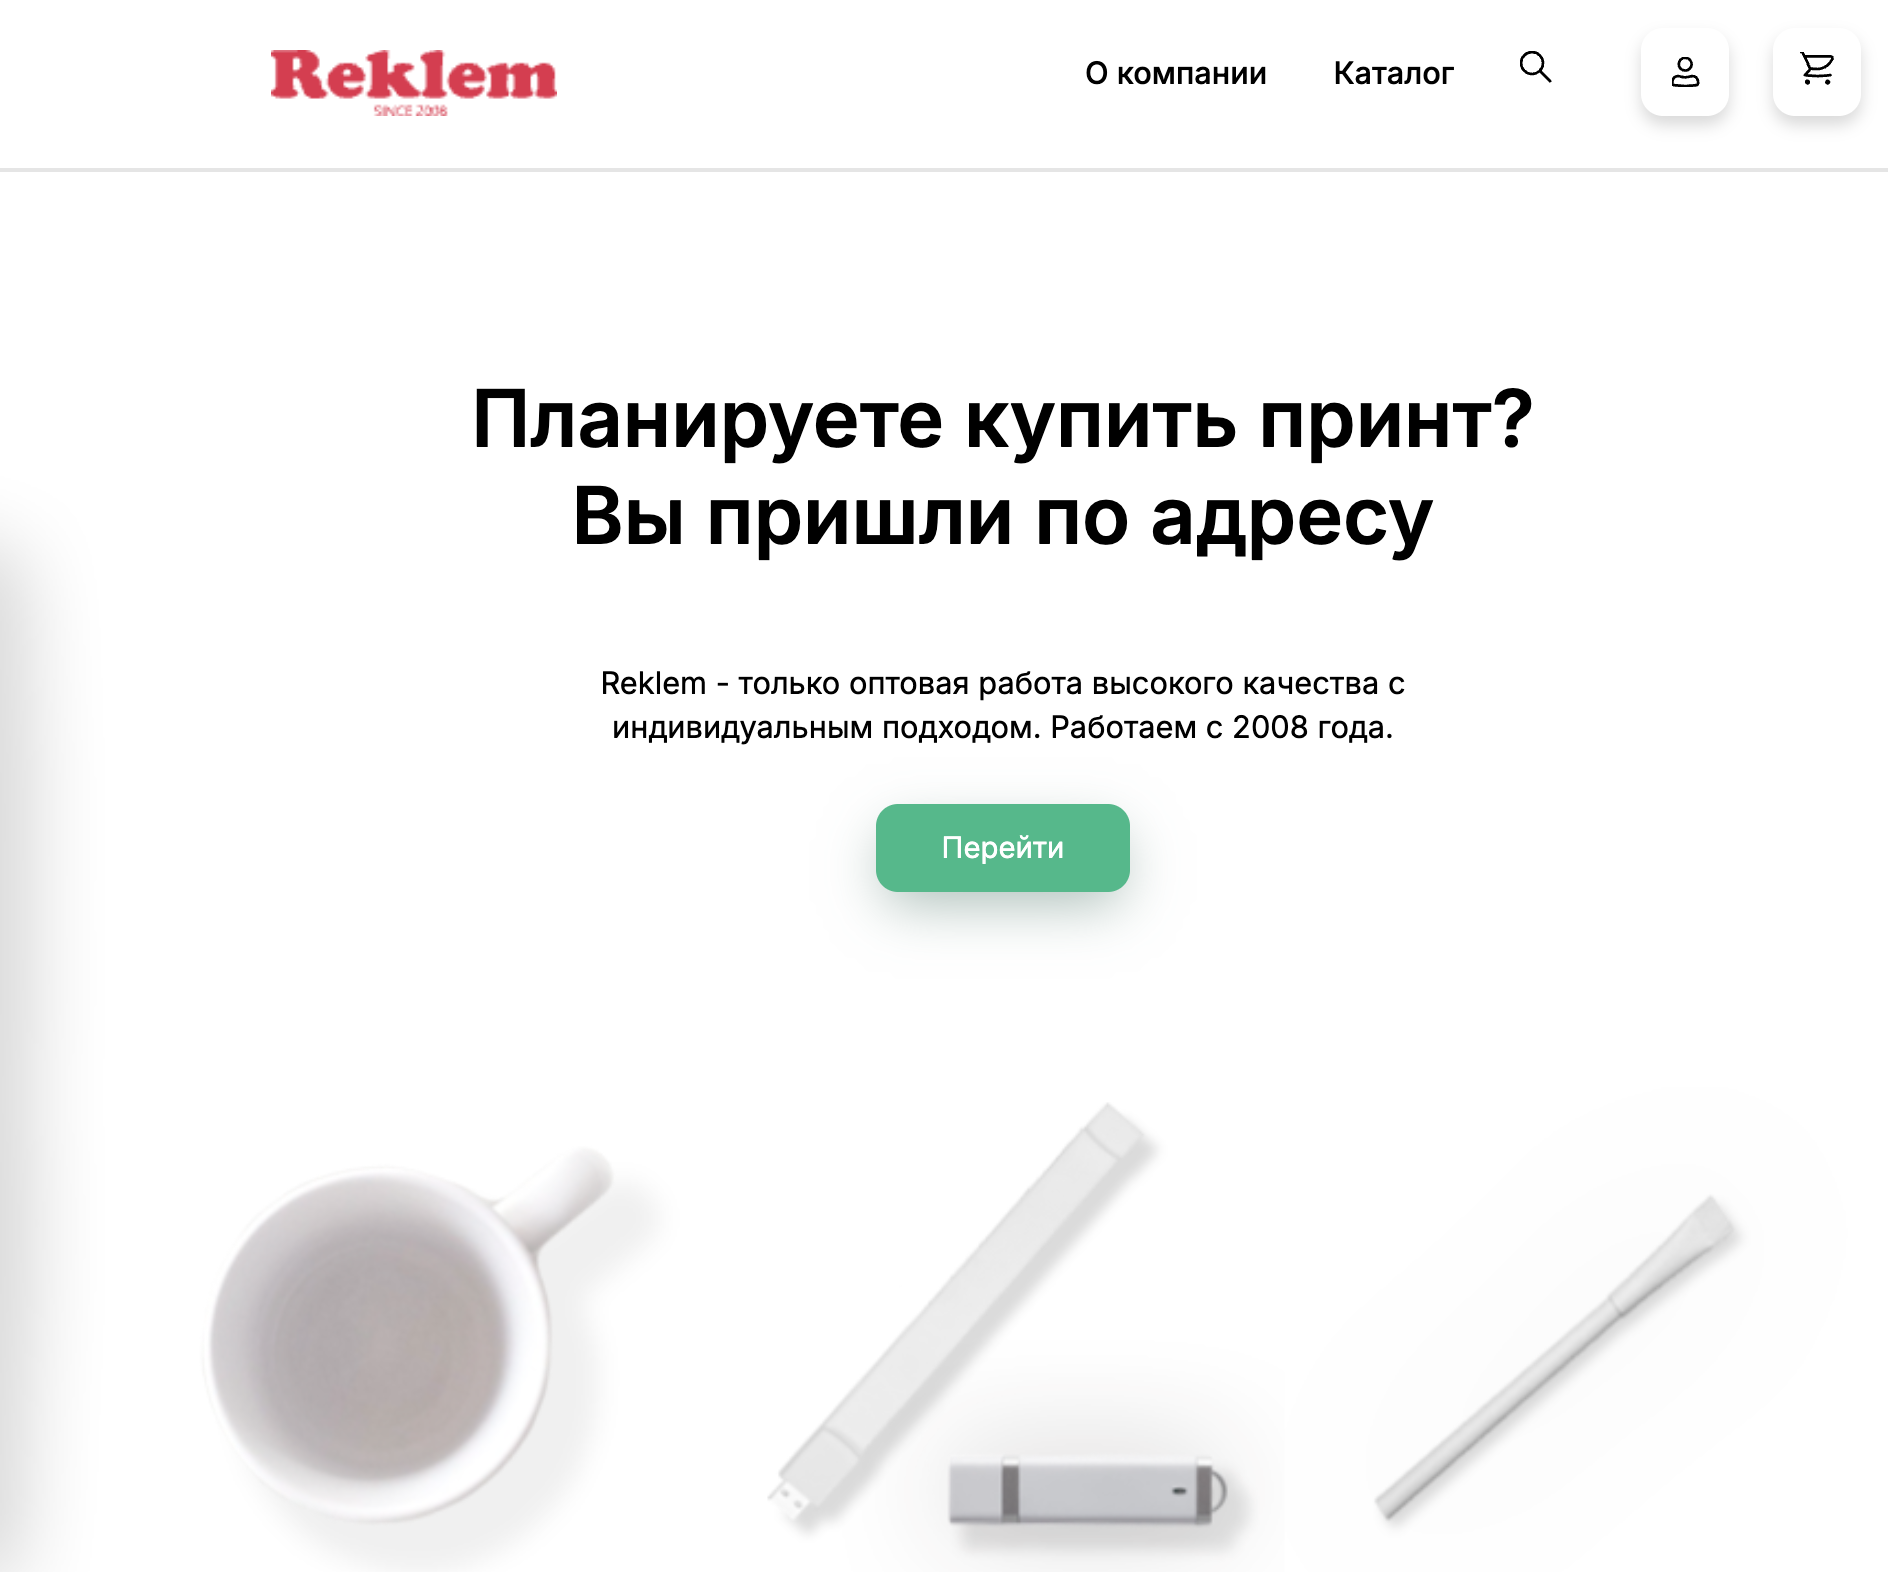 Reklem
SINCE 2008
О компании
Каталог
Планируете купить принт?
Вы пришли по адресу
Reklem - только оптовая работа высокого качества с
индивидуальным подходом. Работаем с 2008 года.
Перейти